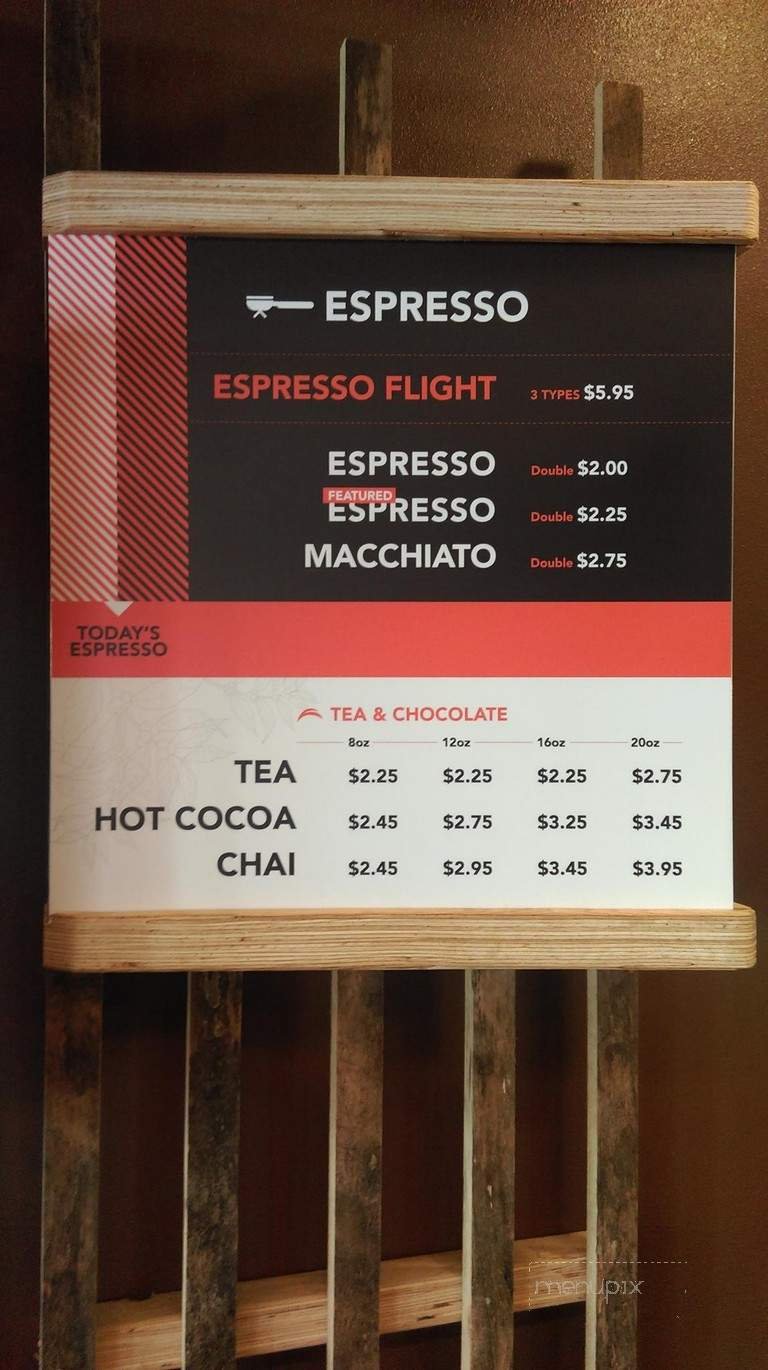 ESPRESSO
ESPRESSO FLIGHT 3 TYPES $5.95
ESPRESSO Double $2.00
FEATURED
ESPRESSO Double $2.25
MACCHIATO Double $2.75
TODAY'S
ESPRESSO
TEA & CHOCOLATE
8oz 12oz 16oz 20oz
TEA $2.25 $2.25 $2.25 $2.75
HOT COCOA $2.45 $2.75 $3.25 $3.45
CHAI $2.45 $2.95 $3.45 $3.95
menupix